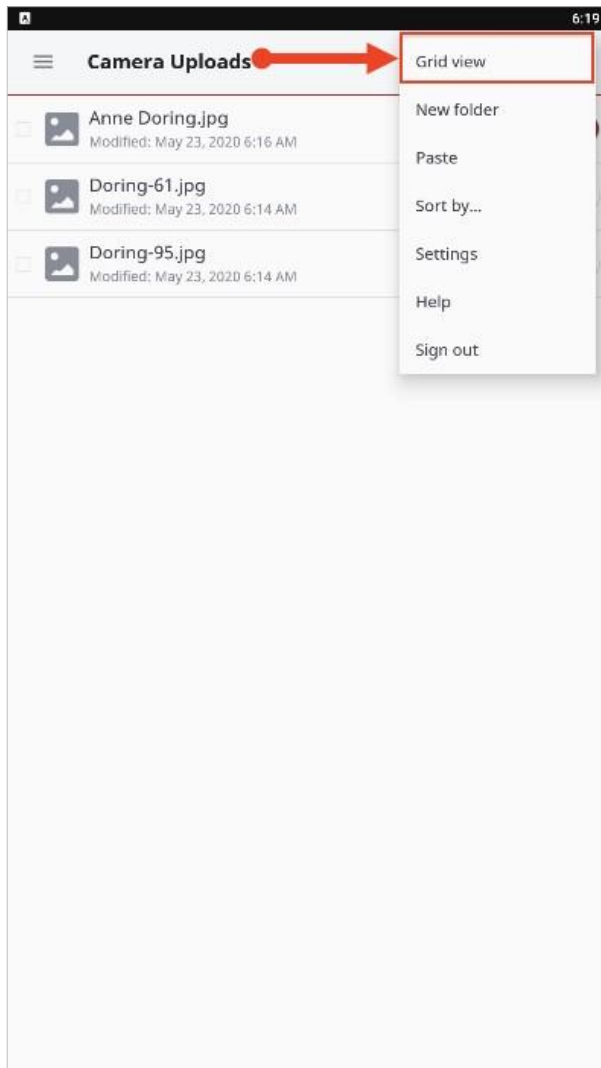 A
6:19
Camera Uploads
Grid view
Anne Doring.jpg
Modified: May 23, 2020 6:16 AM
New folder
Paste
Doring-61.jpg
Modified: May 23, 2020 6:14 AM
Sort by...
Doring-95.jpg
Modified: May 23, 2020 6:14 AM
Settings
Help
Sign out